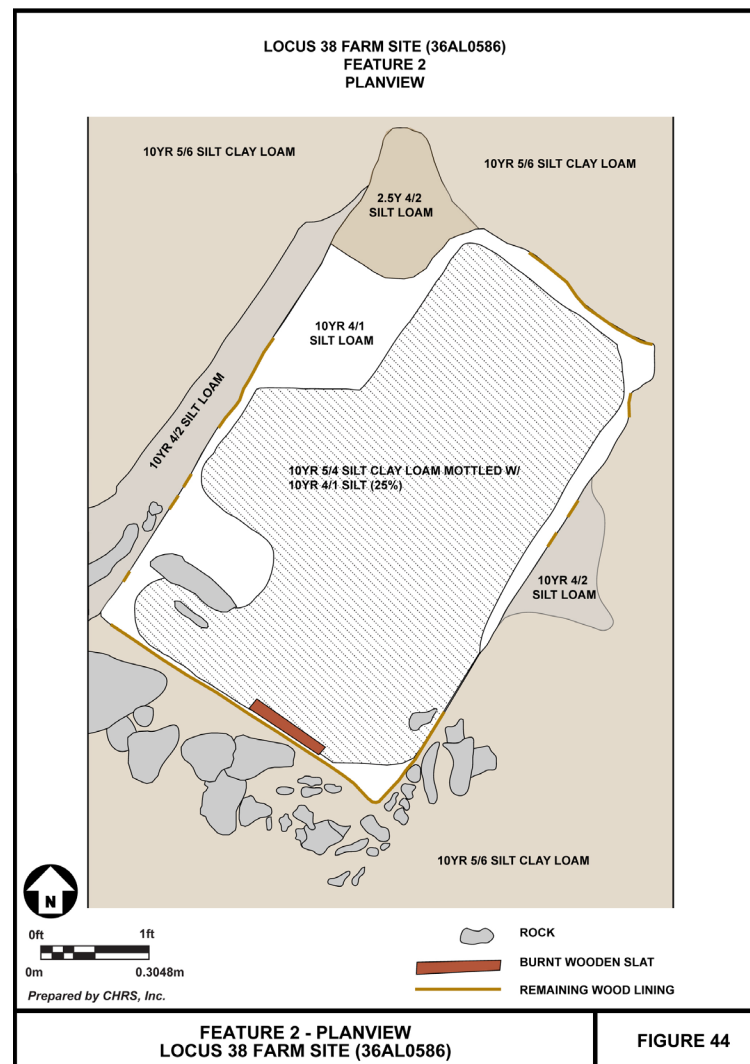 LOCUS 38 FARM SITE (36AL0586)
FEATURE 2
PLANVIEW
10YR 5/6 SILT CLAY LOAM
10YR 5/6 SILT CLAY LOAM
2.5Y 4/2
SILT LOAM
10YR 4/1
SILT LOAM
10YR 4/2 SILT LOAM
10YR 5/4 SILT CLAY LOAM MOTTLED W/
10YR 4/1 SILT (25%)
10YR 4/2
SILT LOAM
10YR 5/6 SILT CLAY LOAM
N
0ft 1ft
0m 0.3048m
Prepared by CHRS, Inc.
ROCK
BURNT WOODEN SLAT
REMAINING WOOD LINING
FEATURE 2 - PLANVIEW
LOCUS 38 FARM SITE (36AL0586)
FIGURE 44